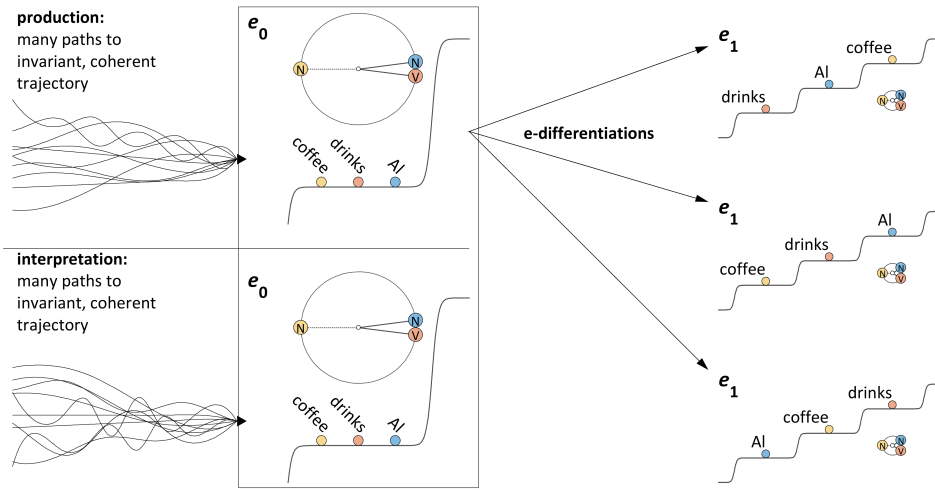 production:
many paths to
invariant, coherent
trajectory
e0
N
N
V
coffee
drinks
Al
interpretation:
many paths to
invariant, coherent
trajectory
e0
N
N
V
coffee
drinks
Al
e-differentiations
e1
drinks
Al
coffee
N
N
V
e1
coffee
drinks
Al
N
N
V
e1
Al
coffee
drinks
N
N
V